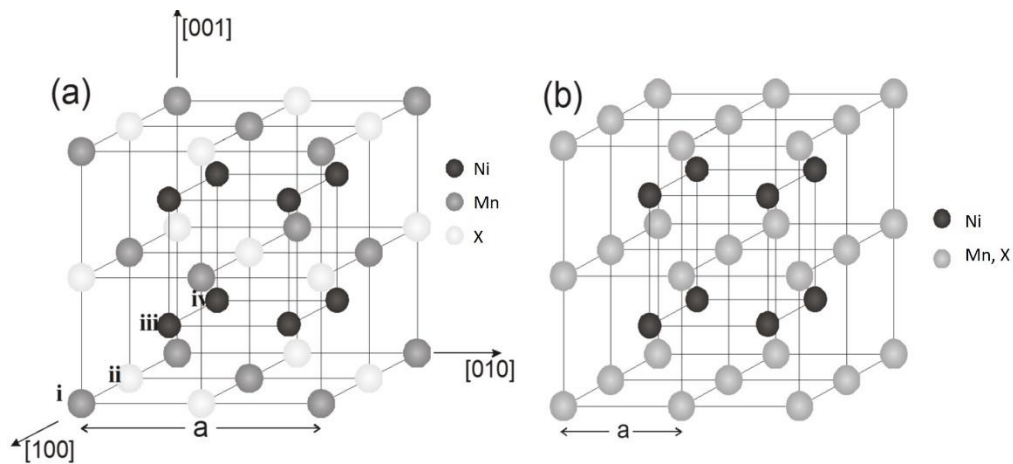 [001]
(a)
Ni
Mn
X
iv
iii
ii
i
[010]
a
[100]
(b)
Ni
Mn, X
a